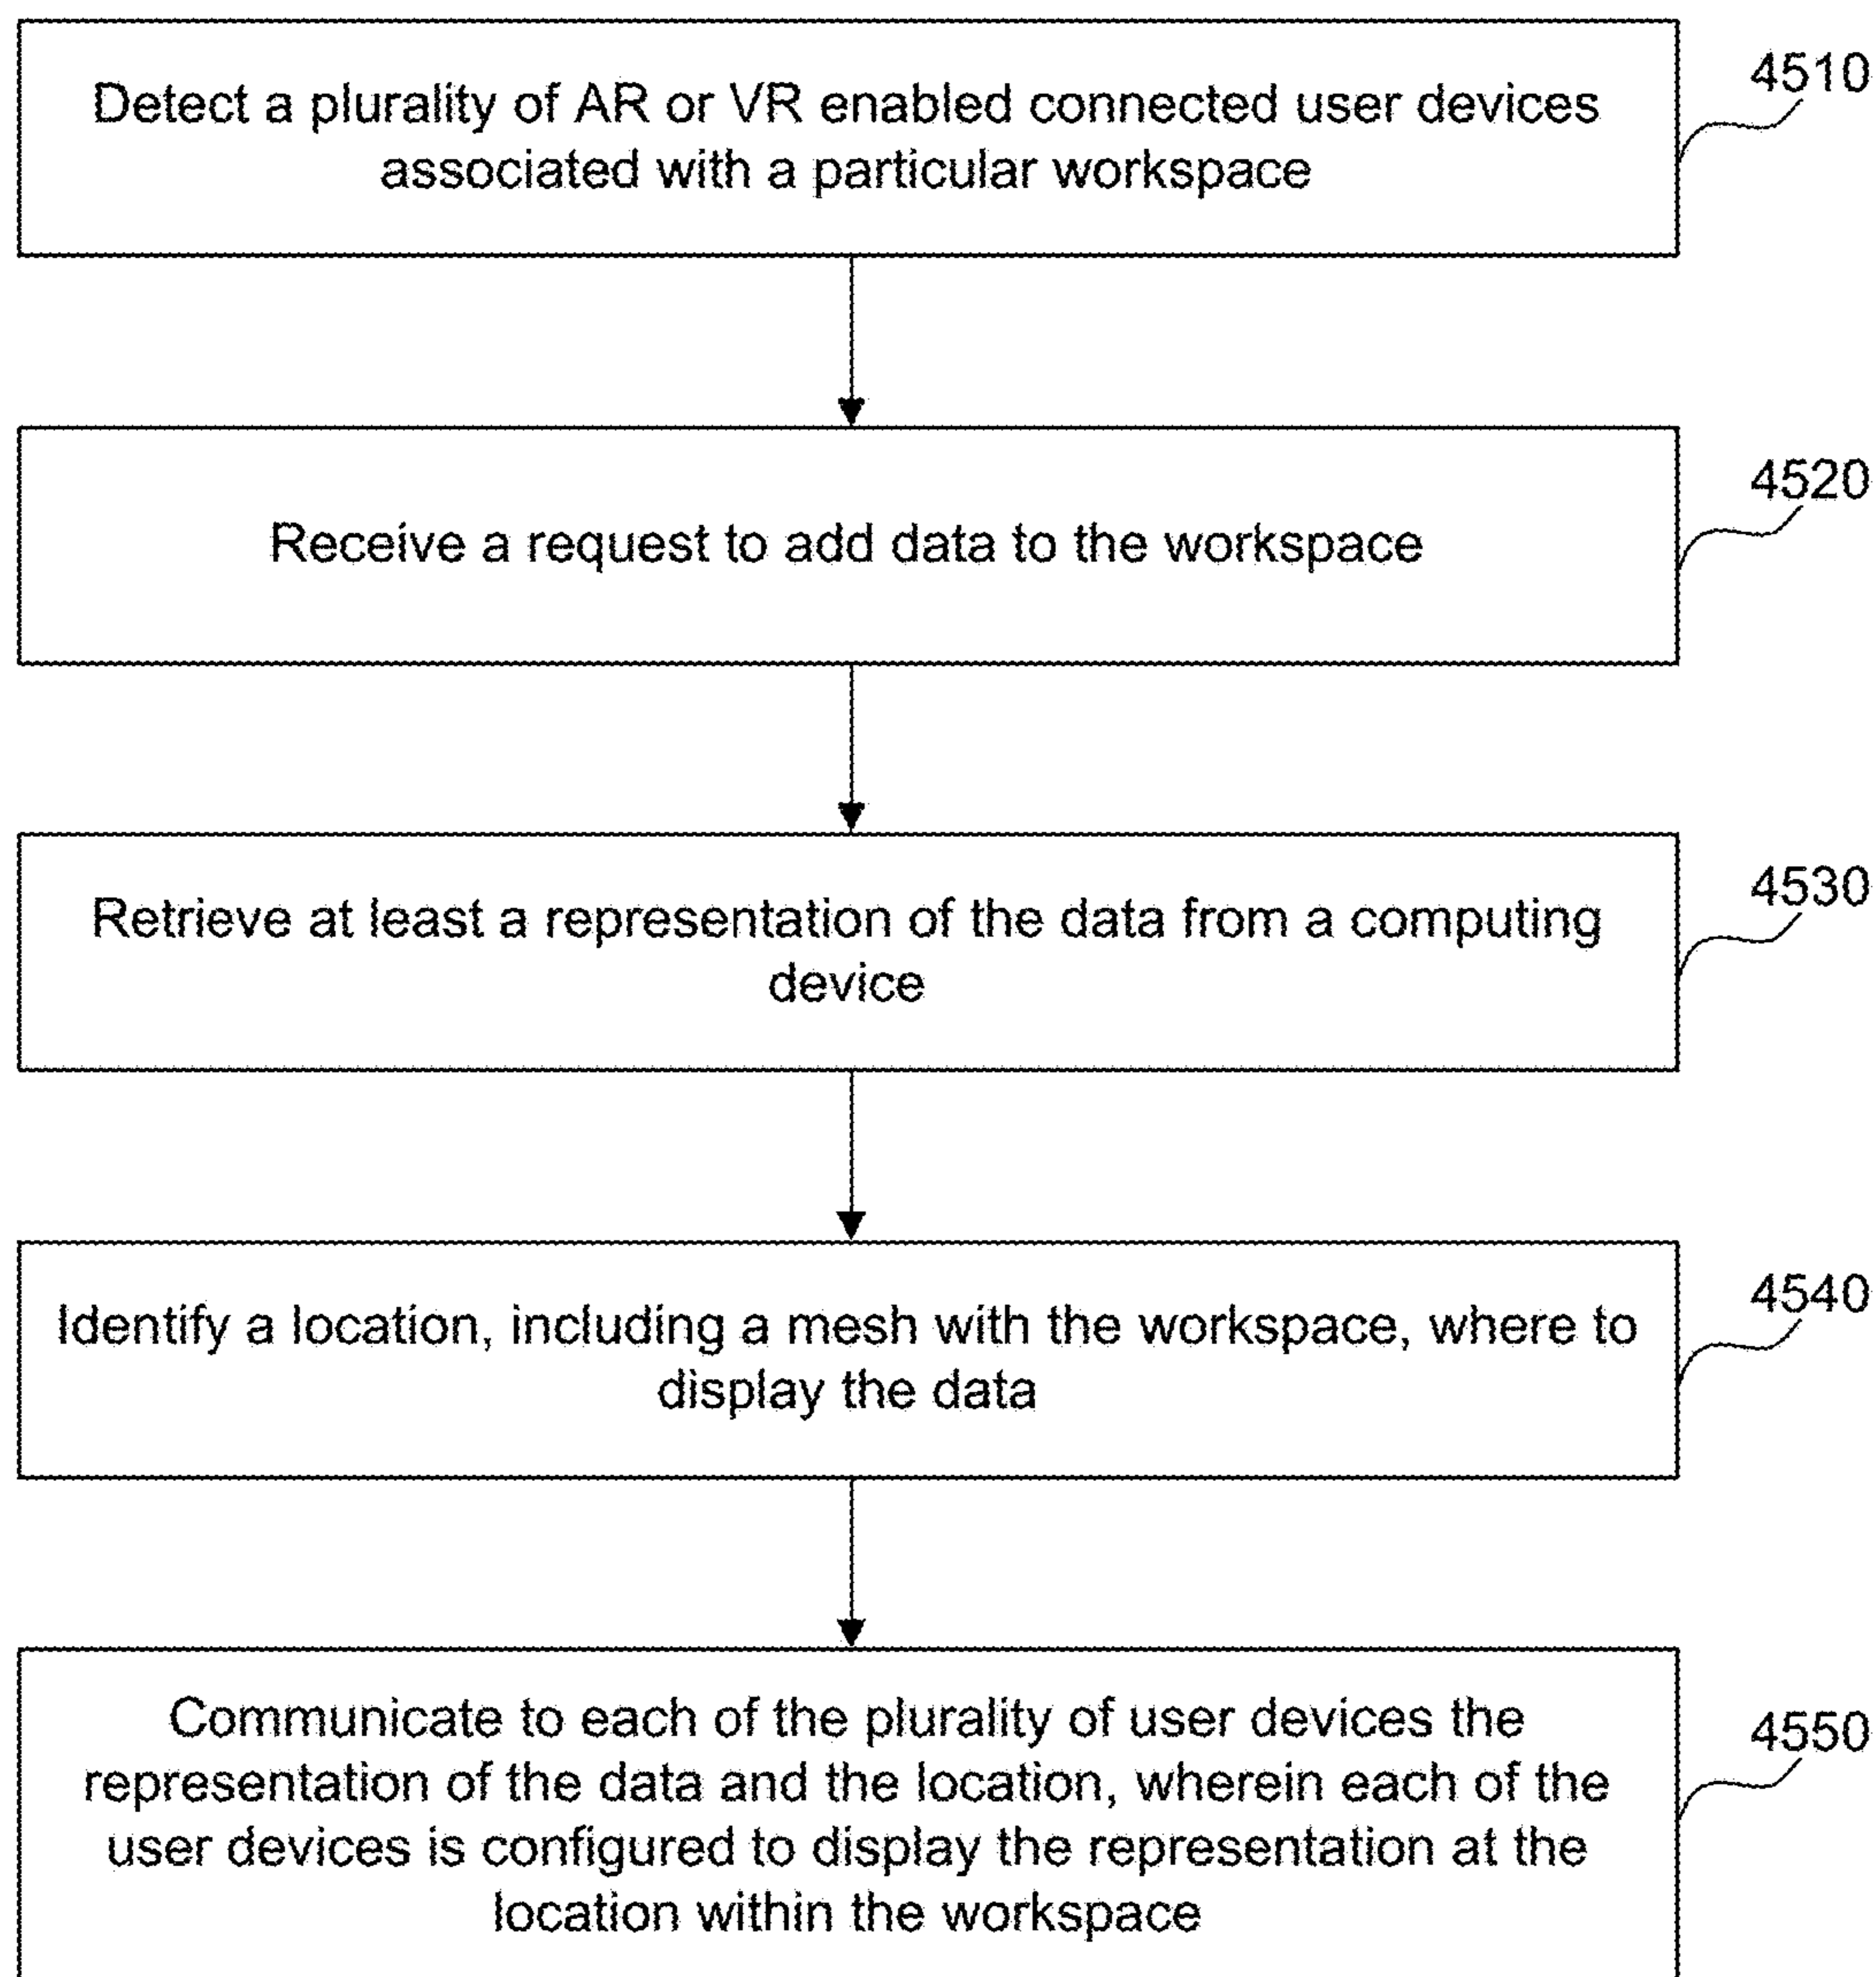 Detect a plurality of AR or VR enabled connected user devices
associated with a particular workspace
4510
Receive a request to add data to the workspace
4520
Retrieve at least a representation of the data from a computing
device
4530
Identify a location, including a mesh with the workspace, where to
display the data
4540
Communicate to each of the plurality of user devices the
representation of the data and the location, wherein each of the
user devices is configured to display the representation at the
location within the workspace
4550